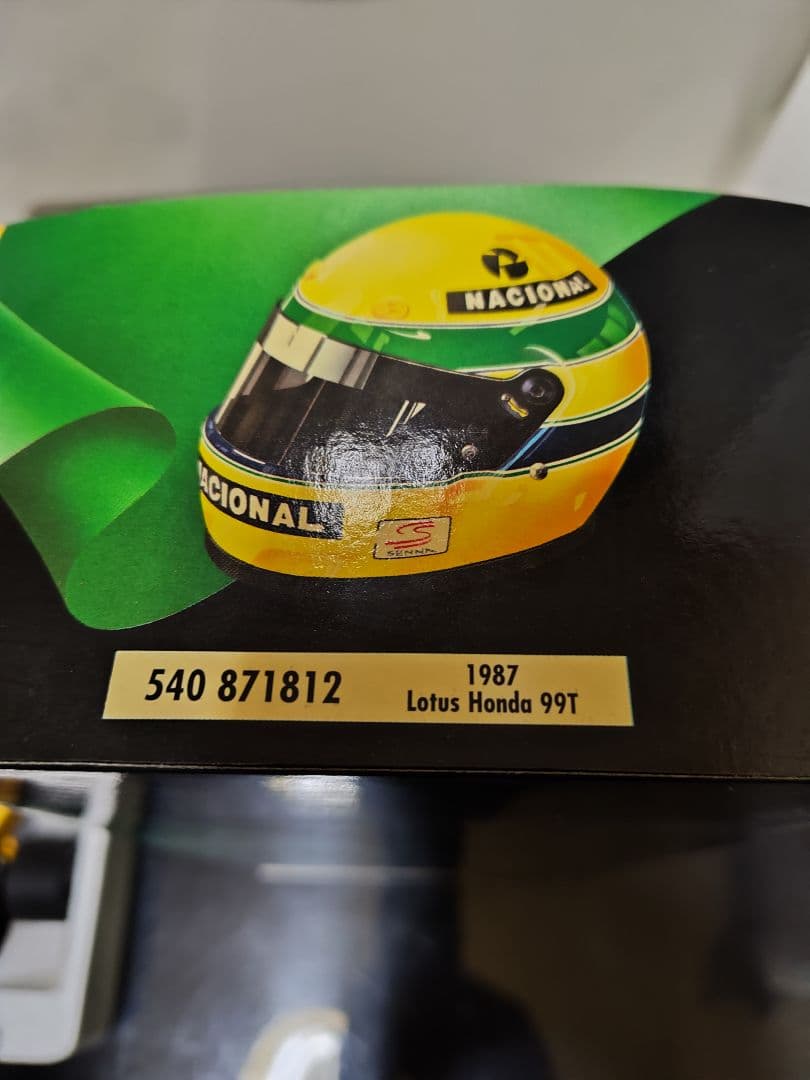 NACIONAL
NACIONAL
SENNA
540 871812
1987
Lotus Honda 99T